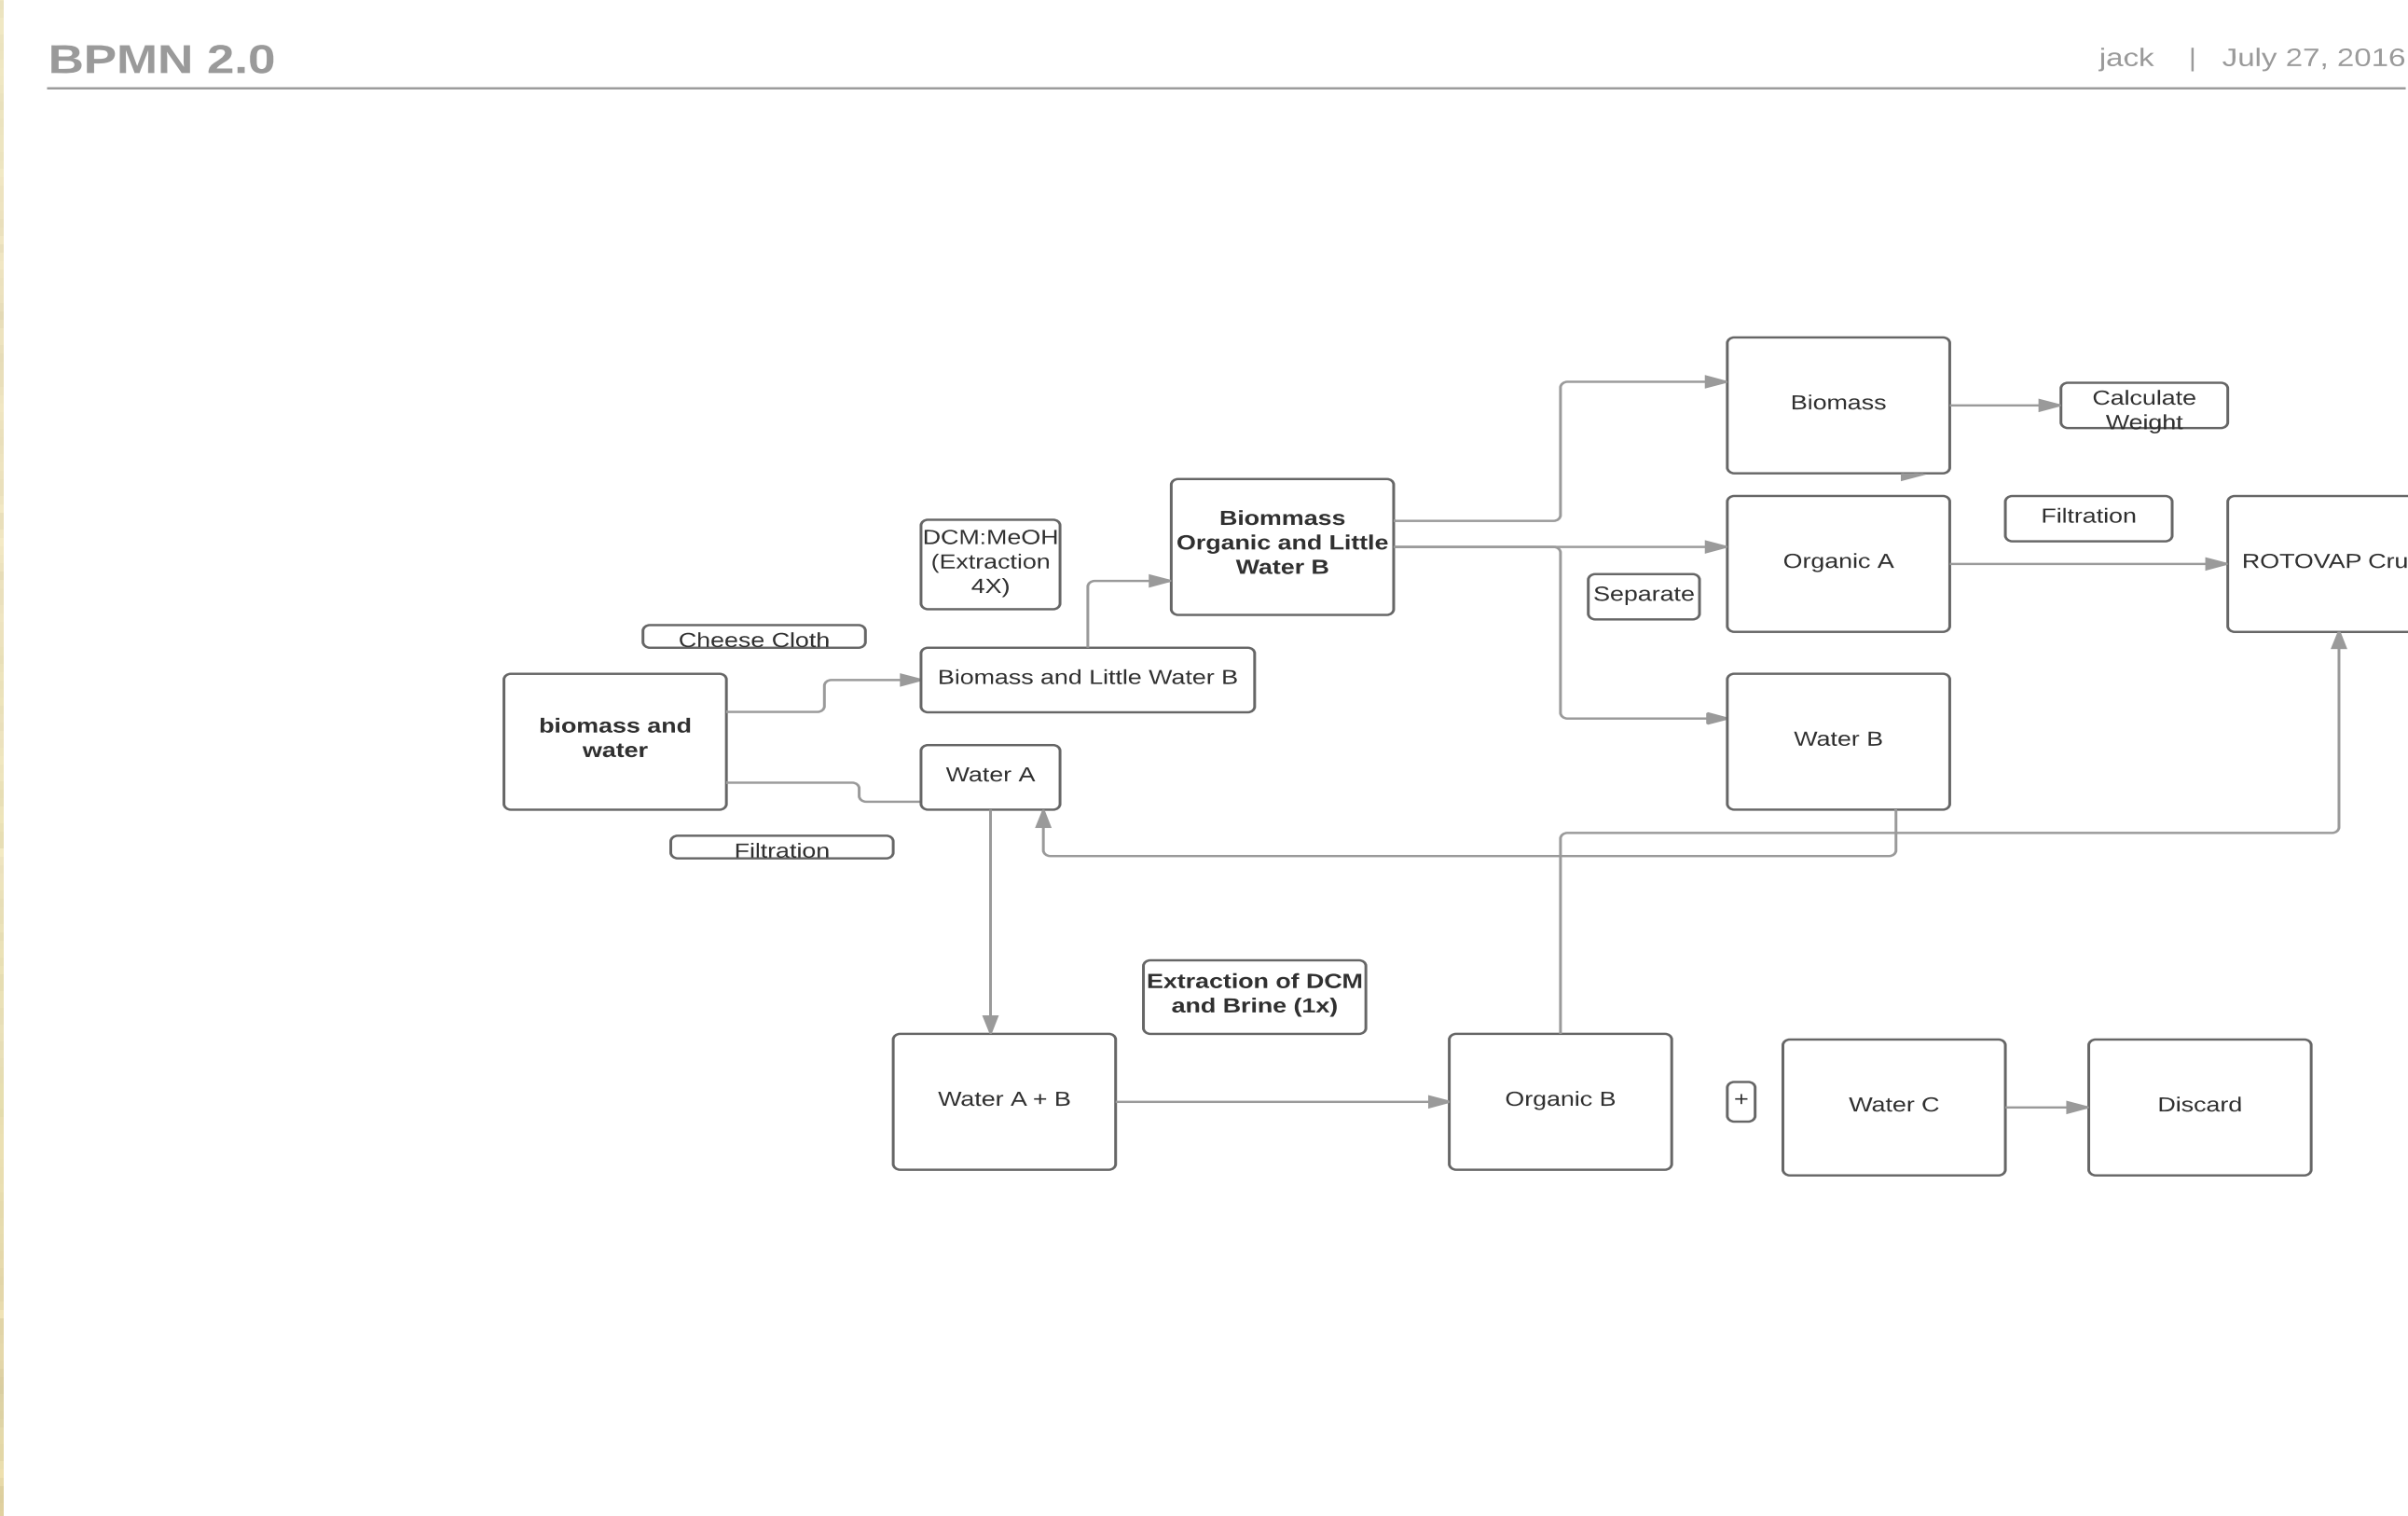 BPMN 2.0
jack | July 27, 2016
Biomass
Calculate
Weight
Biommass
Organic and Little
Water B
DCM:MeOH
(Extraction
4X)
Filtration
Organic A
ROTOVAP
Separate
Cheese Cloth
Biomass and Little Water B
biomass and
water
Water A
Water B
Filtration
Extraction of DCM
and Brine (1x)
Water A + B
Organic B
+
Water C
Discard